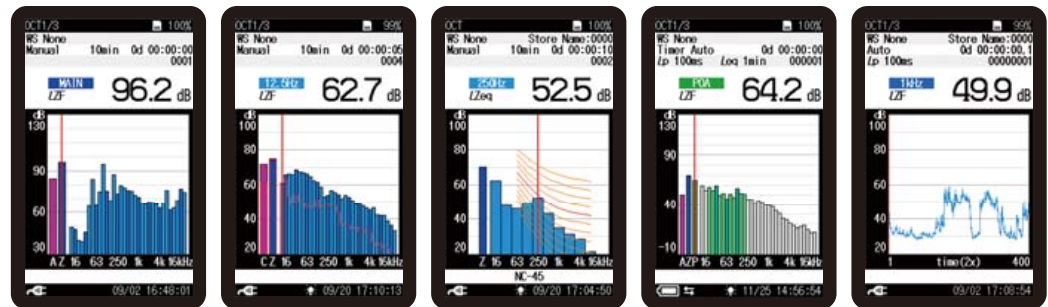 OCT1/3 100%
WS None
Manual 10min 0d 00:00:00
0001
MAIN
LZF 96.2 dB
dB
130
90
60
30
A Z 16 63 250 1k 4k 16kHz
09/02 16:48:01
OCT1/3 99%
WS None
Manual 10min 0d 00:00:05
0004
12.5Hz
LZF 62.7 dB
dB
100
80
60
40
20
C Z 16 63 250 1k 4k 16kHz
09/20 17:10:13
OCT 100%
WS None Store Name:0000
Manual 10min 0d 00:00:10
0002
250Hz
LZeq 52.5 dB
dB
100
80
60
40
20
Z 16 63 250 1k 4k 16kHz
NC-45
09/20 17:04:50
OCT1/3 100%
WS None
Timer Auto 0d 00:00:00
Lp 100ms Leq 1min 000001
POA
LZF 64.2 dB
dB
130
90
40
-10
AZP 16 63 250 1k 4k 16kHz
11/25 14:56:54
OCT1/3 99%
WS None Store Name:0000
Auto 0d 00:00:00.1
Lp 100ms 00000001
1kHz
LZF 49.9 dB
dB
100
80
60
40
20
1 time(2x) 400
09/02 17:08:54